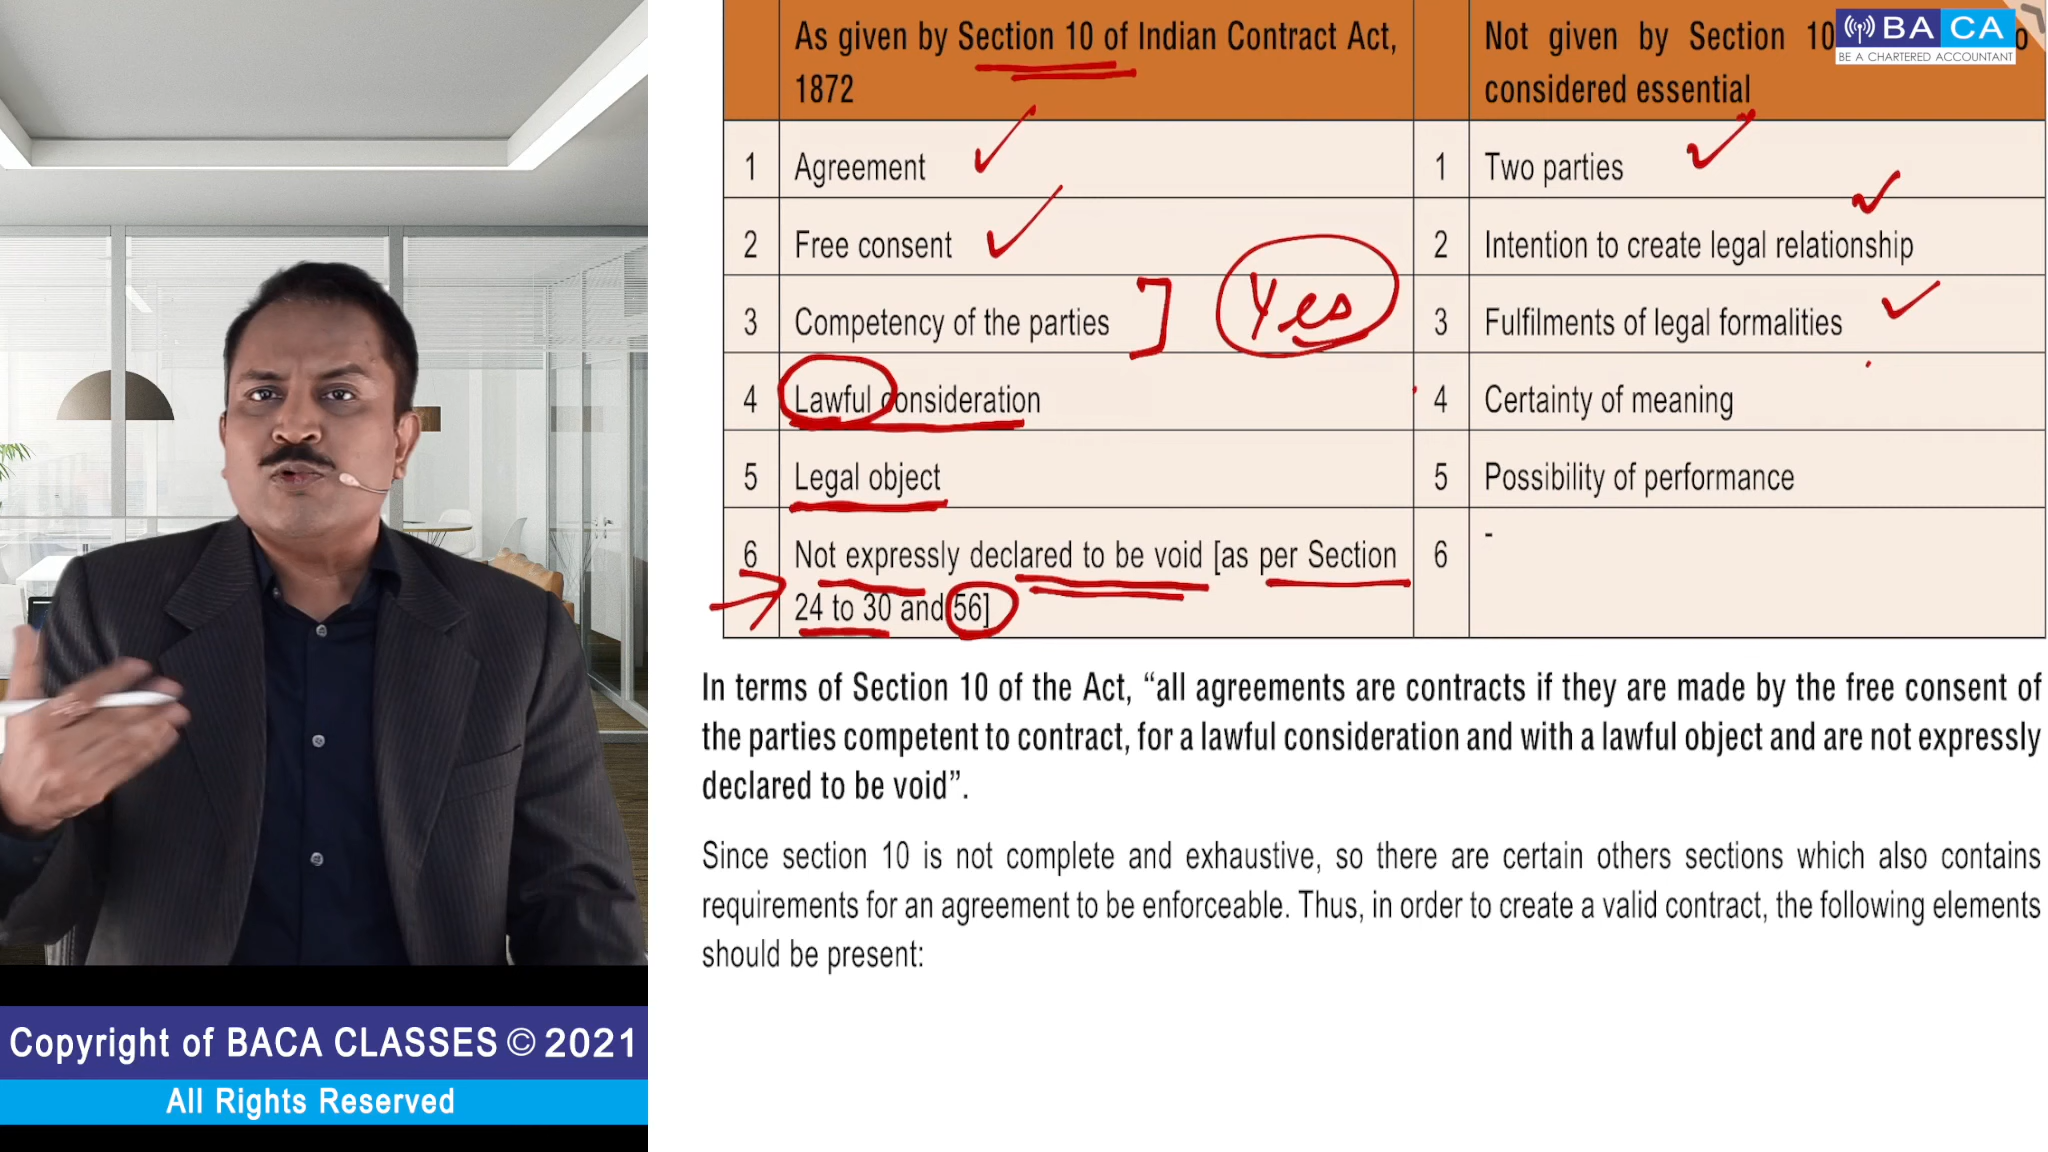 As given by Section 10 of Indian Contract Act,
1872
Not given by Section 10
considered essential
BA CA
BE A CHARTERED ACCOUNTANT
1 Agreement 1 Two parties
2 Free consent 2 Intention to create legal relationship
3 Competency of the parties Yes 3 Fulfilments of legal formalities
4 Lawful consideration 4 Certainty of meaning
5 Legal object 5 Possibility of performance
6 Not expressly declared to be void [as per Section 6 -
24 to 30 and 56]
In terms of Section 10 of the Act, “all agreements are contracts if they are made by the free consent of
the parties competent to contract, for a lawful consideration and with a lawful object and are not expressly
declared to be void”.
Since section 10 is not complete and exhaustive, so there are certain others sections which also contains
requirements for an agreement to be enforceable. Thus, in order to create a valid contract, the following elements
should be present:
Copyright of BACA CLASSES © 2021
All Rights Reserved